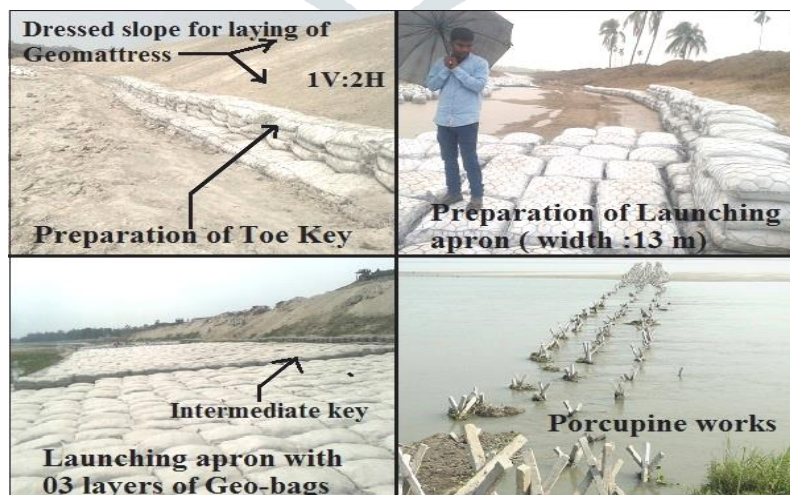 Dressed slope for laying of
Geomattress
1V:2H
Preparation of Toe Key
Preparation of Launching
apron ( width :13 m)
Intermediate key
Launching apron with
03 layers of Geo-bags
Porcupine works